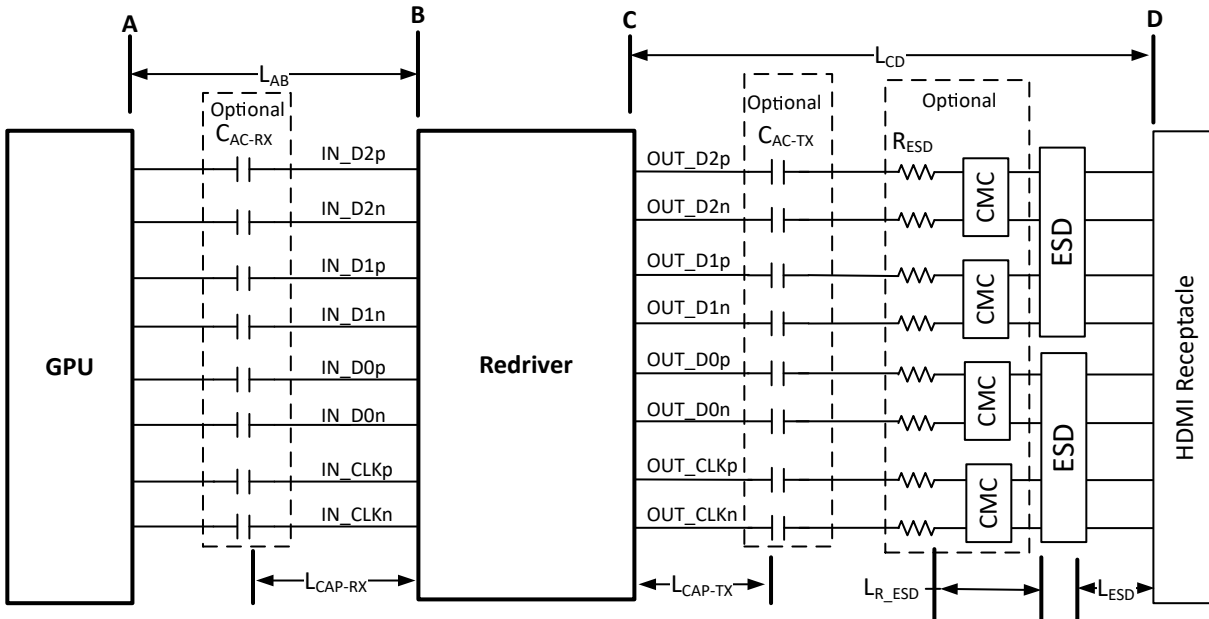 A
B
C
D
L_AB
L_CD
Optional
C_AC-RX
Optional
C_AC-TX
Optional
R_ESD
IN_D2p
IN_D2n
IN_D1p
IN_D1n
IN_D0p
IN_D0n
IN_CLKp
IN_CLKn
GPU
Redriver
OUT_D2p
OUT_D2n
OUT_D1p
OUT_D1n
OUT_D0p
OUT_D0n
OUT_CLKp
OUT_CLKn
CMC
CMC
CMC
CMC
ESD
ESD
HDMI Receptacle
L_CAP-RX
L_CAP-TX
L_R_ESD
L_ESD